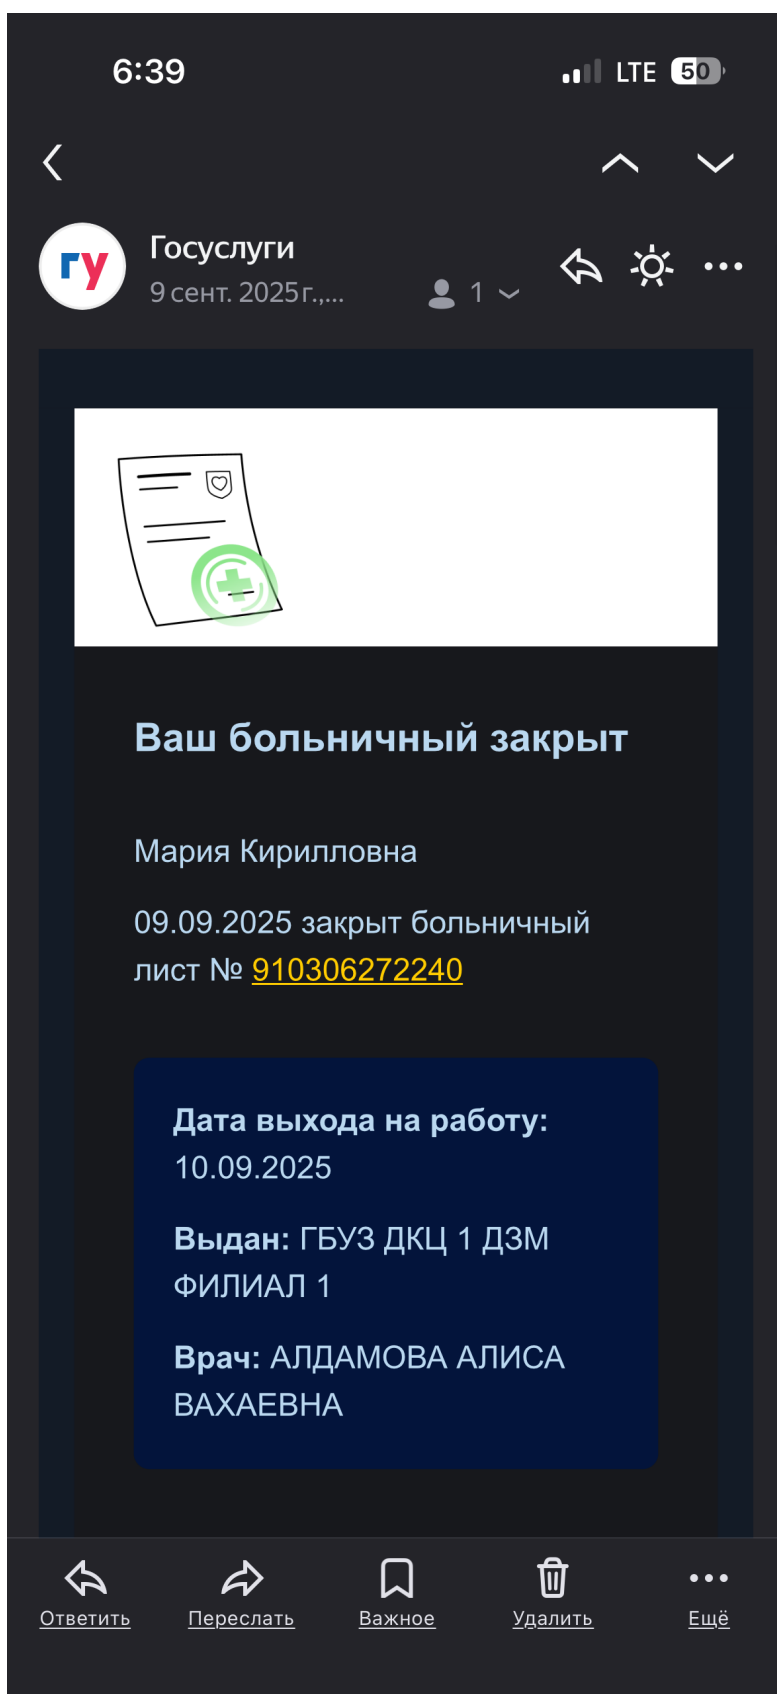 6:39
LTE 50
гу
Госуслуги
9 сент. 2025 г.,...
1
Ваш больничный закрыт
Мария Кирилловна
09.09.2025 закрыт больничный
лист № 910306272240
Дата выхода на работу:
10.09.2025
Выдан: ГБУЗ ДКЦ 1 ДЗМ
ФИЛИАЛ 1
Врач: АЛДАМОВА АЛИСА
ВАХАЕВНА
Ответить
Переслать
Важное
Удалить
Ещё